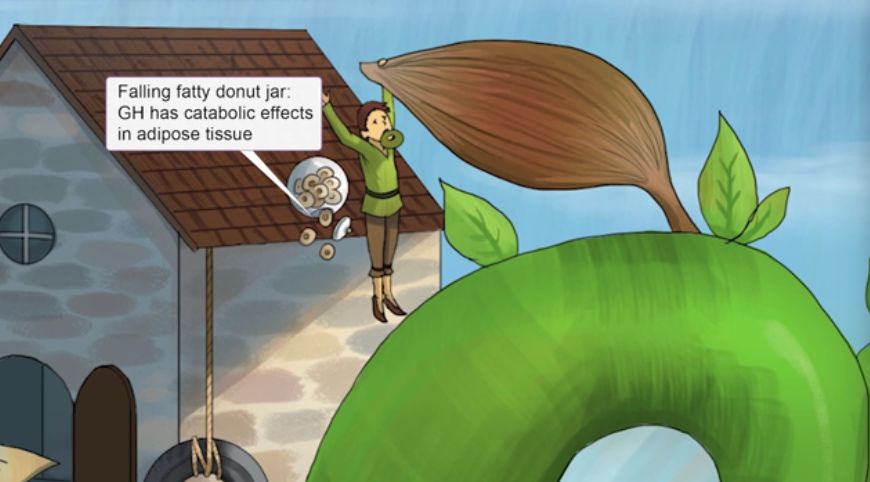 Falling fatty donut jar:
GH has catabolic effects
in adipose tissue